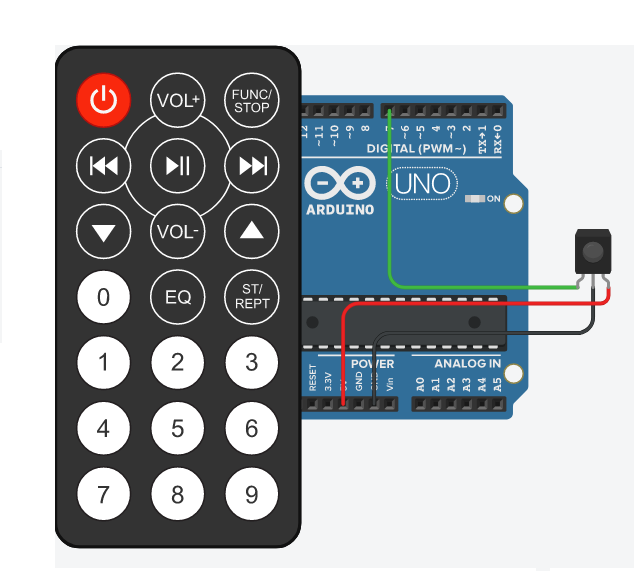 VOL+
FUNC/
STOP
VOL-
0
EQ
ST/
REPT
1
2
3
4
5
6
7
8
9
12
~11
~10
~9
8
7
~6
~5
4
~3
2
TX→1
RX←0
DIGITAL (PWM~)
UNO
ARDUINO
ON
POWER
ANALOG IN
RESET
3.3V
GND
Vin
A0
A1
A2
A3
A4
A5